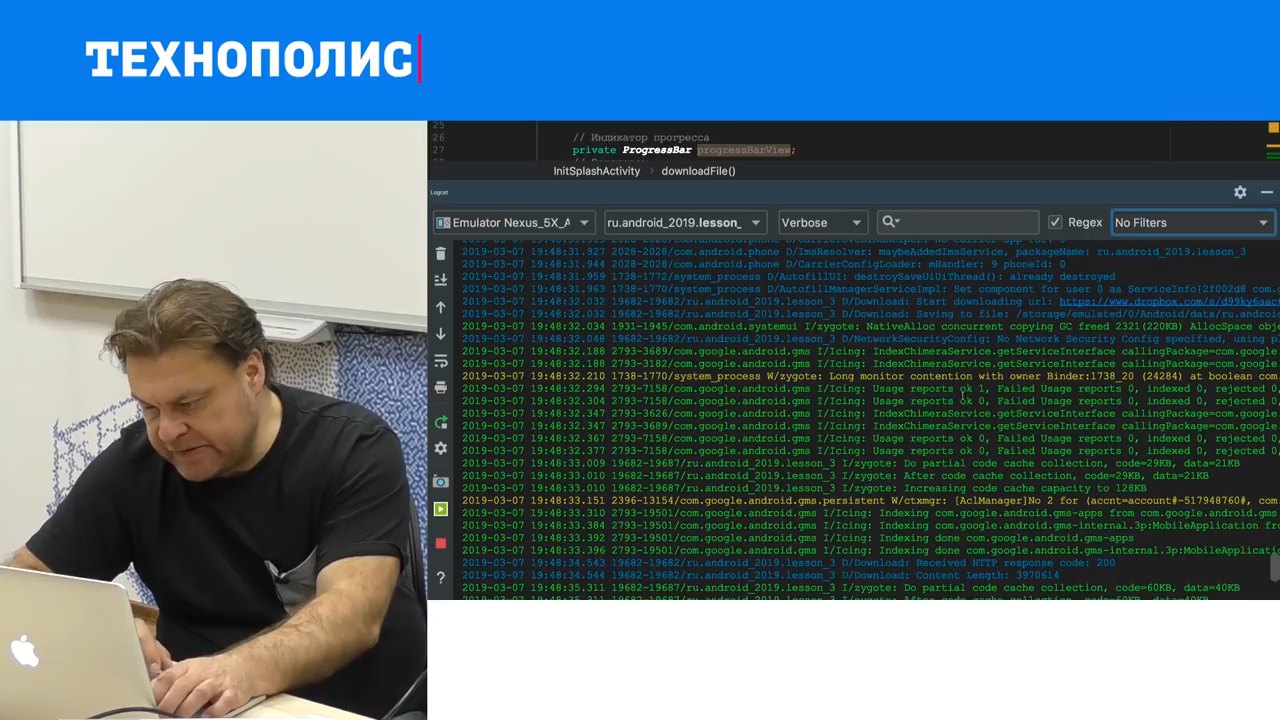 ТЕХНОПОЛИС
25
26 // Индикатор прогресса
27 private ProgressBar progressBarView;
InitSplashActivity › downloadFile()
Logcat
Emulator Nexus_5X_A ru.android_2019.lesson_ Verbose Regex No Filters
2019-03-07 19:48:31.944 2028-2028/com.android.phone D/ImsResolver: maybeAddedImsService, packageName: ru.android_2019.lesson_3
2019-03-07 19:48:31.944 2028-2028/com.android.phone D/CarrierConfigLoader: mHandler: 9 phoneId: 0
2019-03-07 19:48:31.959 1738-1770/system_process D/AutofillUI: destroySaveUiUiThread(): already destroyed
2019-03-07 19:48:31.963 1738-1770/system_process D/AutofillManagerServiceImpl: Set component for user 0 as ServiceInfo{2f002d8 com.
2019-03-07 19:48:32.032 19682-19682/ru.android_2019.lesson_3 D/Download: Start downloading url: https://www.dropbox.com/s/d99ky6aac
2019-03-07 19:48:32.032 19682-19682/ru.android_2019.lesson_3 D/Download: Saving to file: /storage/emulated/0/Android/data/ru.android
2019-03-07 19:48:32.034 1931-1945/com.android.systemui I/zygote: NativeAlloc concurrent copying GC freed 2321(220KB) AllocSpace obj
2019-03-07 19:48:32.048 19682-19682/ru.android_2019.lesson_3 D/NetworkSecurityConfig: No Network Security Config specified, using pl
2019-03-07 19:48:32.188 2793-3689/com.google.android.gms I/Icing: IndexChimeraService.getServiceInterface callingPackage=com.google
2019-03-07 19:48:32.188 2793-3182/com.google.android.gms I/Icing: IndexChimeraService.getServiceInterface callingPackage=com.google
2019-03-07 19:48:32.210 1738-1770/system_process W/zygote: Long monitor contention with owner Binder:1738_20 (24284) at boolean com
2019-03-07 19:48:32.294 2793-7158/com.google.android.gms I/Icing: Usage reports ok 1, Failed Usage reports 0, indexed 0, rejected 0,
2019-03-07 19:48:32.304 2793-7158/com.google.android.gms I/Icing: Usage reports ok 0, Failed Usage reports 0, indexed 0, rejected 0,
2019-03-07 19:48:32.347 2793-3626/com.google.android.gms I/Icing: IndexChimeraService.getServiceInterface callingPackage=com.google
2019-03-07 19:48:32.347 2793-3689/com.google.android.gms I/Icing: IndexChimeraService.getServiceInterface callingPackage=com.google
2019-03-07 19:48:32.367 2793-7158/com.google.android.gms I/Icing: Usage reports ok 0, Failed Usage reports 0, indexed 0, rejected 0,
2019-03-07 19:48:32.377 2793-7158/com.google.android.gms I/Icing: Usage reports ok 0, Failed Usage reports 0, indexed 0, rejected 0,
2019-03-07 19:48:33.009 19682-19687/ru.android_2019.lesson_3 I/zygote: Do partial code cache collection, code=29KB, data=21KB
2019-03-07 19:48:33.010 19682-19687/ru.android_2019.lesson_3 I/zygote: After code cache collection, code=29KB, data=21KB
2019-03-07 19:48:33.010 19682-19687/ru.android_2019.lesson_3 I/zygote: Increasing code cache capacity to 128KB
2019-03-07 19:48:33.151 2396-13154/com.google.android.gms.persistent W/ctxmgr: [AclManager]No 2 for (accnt=account#-517948760#, com
2019-03-07 19:48:33.310 2793-19501/com.google.android.gms I/Icing: Indexing com.google.android.gms-apps from com.google.android.gms
2019-03-07 19:48:33.384 2793-19501/com.google.android.gms I/Icing: Indexing com.google.android.gms-internal.3p:MobileApplication fr
2019-03-07 19:48:33.392 2793-19501/com.google.android.gms I/Icing: Indexing done com.google.android.gms-apps
2019-03-07 19:48:33.396 2793-19501/com.google.android.gms I/Icing: Indexing done com.google.android.gms-internal.3p:MobileApplicatio
2019-03-07 19:48:34.543 19682-19702/ru.android_2019.lesson_3 D/Download: Received HTTP response code: 200
2019-03-07 19:48:34.544 19682-19702/ru.android_2019.lesson_3 D/Download: Content Length: 3970614
2019-03-07 19:48:35.311 19682-19687/ru.android_2019.lesson_3 I/zygote: Do partial code cache collection, code=60KB, data=40KB